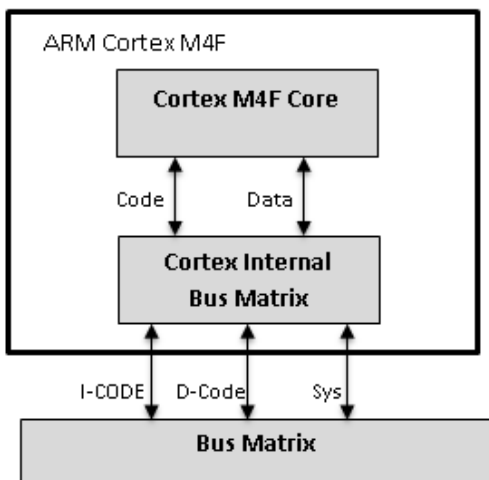 ARM Cortex M4F
Cortex M4F Core
Code
Data
Cortex Internal
Bus Matrix
I-CODE
D-Code
Sys
Bus Matrix